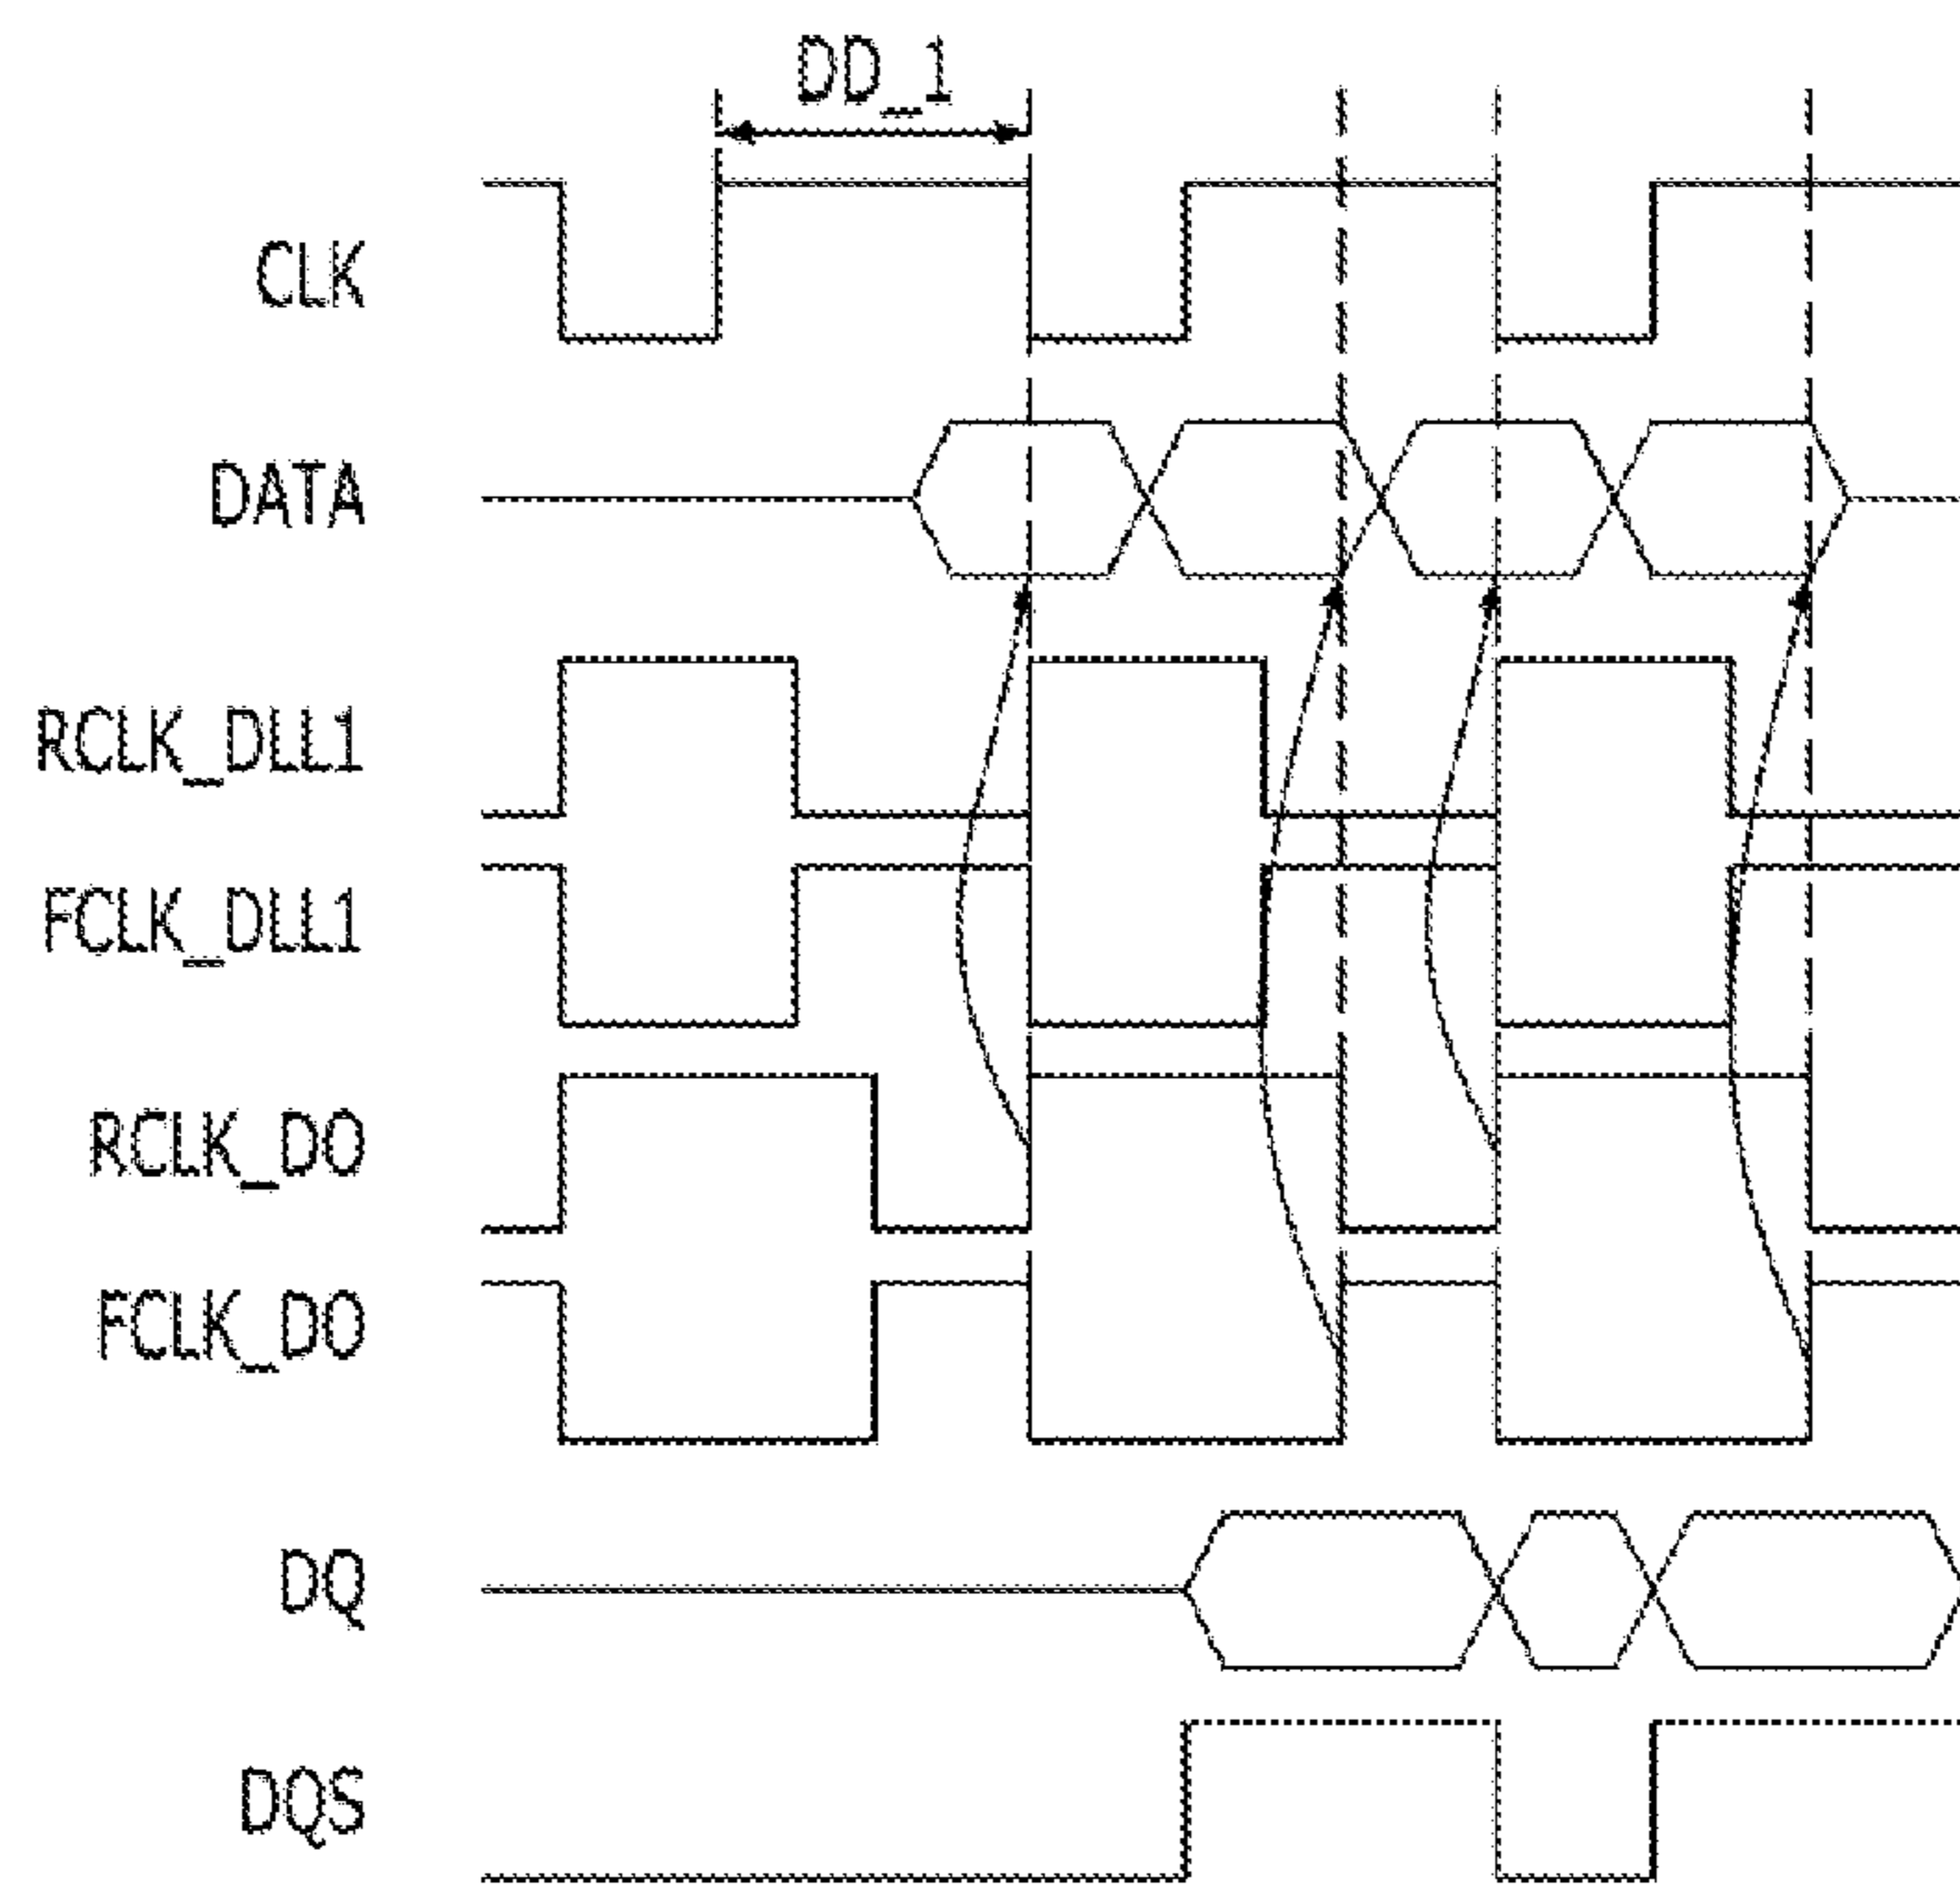 DD_1
CLK
DATA
RCLK_DLL1
FCLK_DLL1
RCLK_DO
FCLK_DO
DQ
DQS